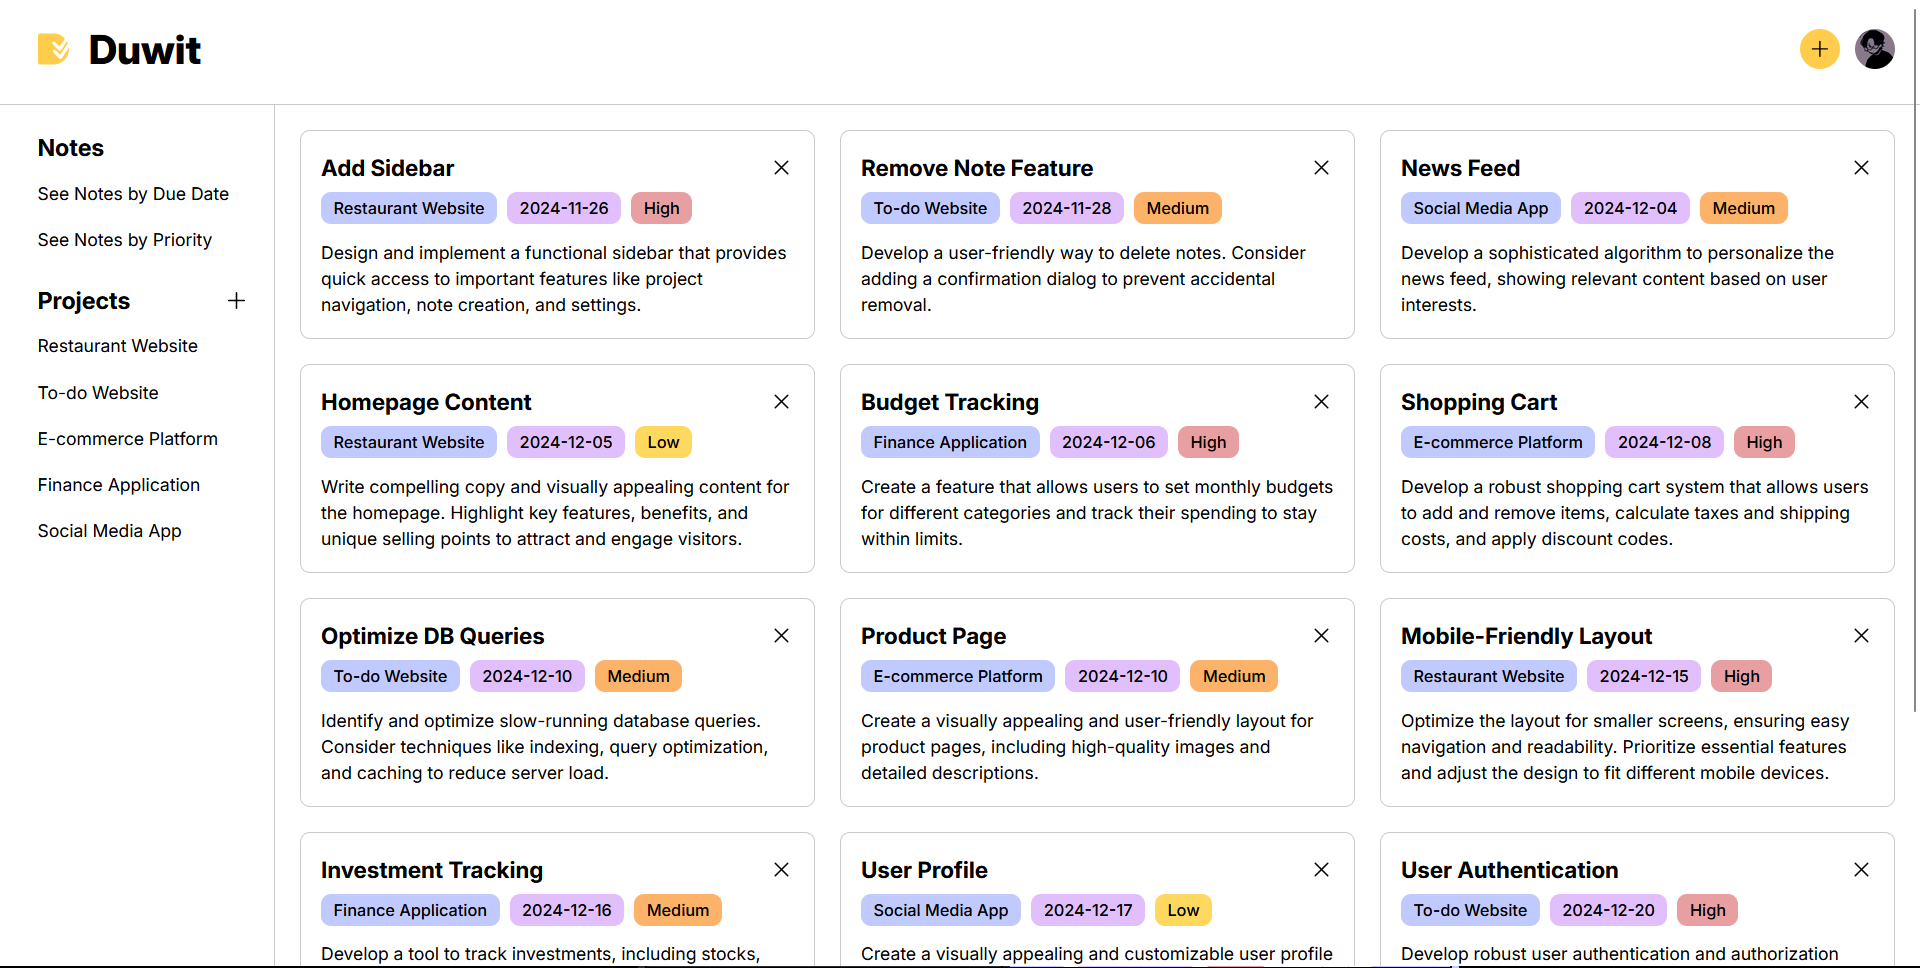 Duwit
Notes
See Notes by Due Date
See Notes by Priority
Projects
Restaurant Website
To-do Website
E-commerce Platform
Finance Application
Social Media App
Add Sidebar
Restaurant Website 2024-11-26 High
Design and implement a functional sidebar that provides
quick access to important features like project
navigation, note creation, and settings.
Remove Note Feature
To-do Website 2024-11-28 Medium
Develop a user-friendly way to delete notes. Consider
adding a confirmation dialog to prevent accidental
removal.
News Feed
Social Media App 2024-12-04 Medium
Develop a sophisticated algorithm to personalize the
news feed, showing relevant content based on user
interests.
Homepage Content
Restaurant Website 2024-12-05 Low
Write compelling copy and visually appealing content for
the homepage. Highlight key features, benefits, and
unique selling points to attract and engage visitors.
Budget Tracking
Finance Application 2024-12-06 High
Create a feature that allows users to set monthly budgets
for different categories and track their spending to stay
within limits.
Shopping Cart
E-commerce Platform 2024-12-08 High
Develop a robust shopping cart system that allows users
to add and remove items, calculate taxes and shipping
costs, and apply discount codes.
Optimize DB Queries
To-do Website 2024-12-10 Medium
Identify and optimize slow-running database queries.
Consider techniques like indexing, query optimization,
and caching to reduce server load.
Product Page
E-commerce Platform 2024-12-10 Medium
Create a visually appealing and user-friendly layout for
product pages, including high-quality images and
detailed descriptions.
Mobile-Friendly Layout
Restaurant Website 2024-12-15 High
Optimize the layout for smaller screens, ensuring easy
navigation and readability. Prioritize essential features
and adjust the design to fit different mobile devices.
Investment Tracking
Finance Application 2024-12-16 Medium
Develop a tool to track investments, including stocks,
User Profile
Social Media App 2024-12-17 Low
Create a visually appealing and customizable user profile
User Authentication
To-do Website 2024-12-20 High
Develop robust user authentication and authorization